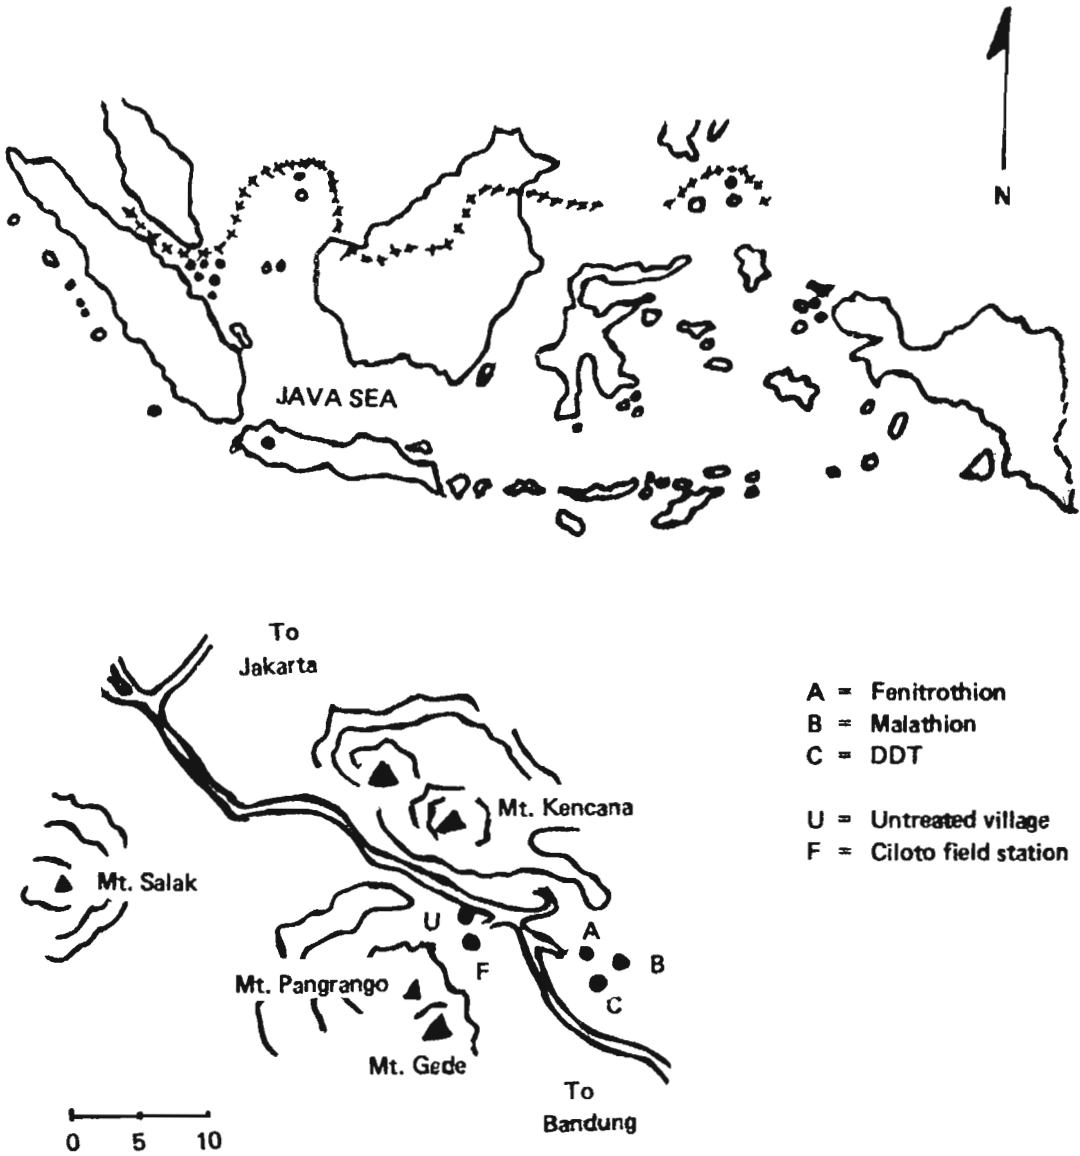 N
JAVA SEA
To
Jakarta
A = Fenitrothion
B = Malathion
C = DDT
Mt. Kencana
U = Untreated village
F = Ciloto field station
Mt. Salak
U
A
F
B
Mt. Pangrango
C
Mt. Gede
To
Bandung
0 5 10